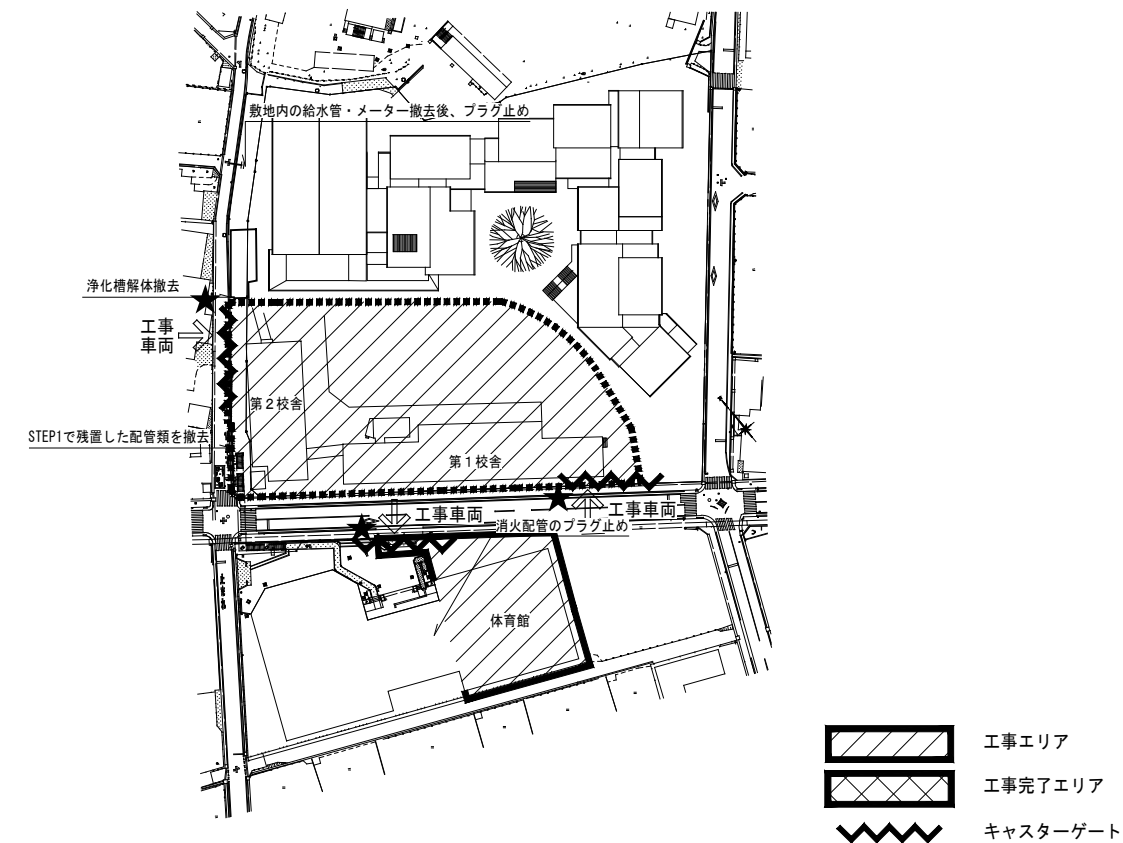 敷地内の給水管・メーター撤去後、プラグ止め
浄化槽解体撤去
工事
車両
第２校舎
STEP1で残置した配管類を撤去
第１校舎
工事車両
工事車両
消火配管のプラグ止め
体育館
工事エリア
工事完了エリア
キャスターゲート